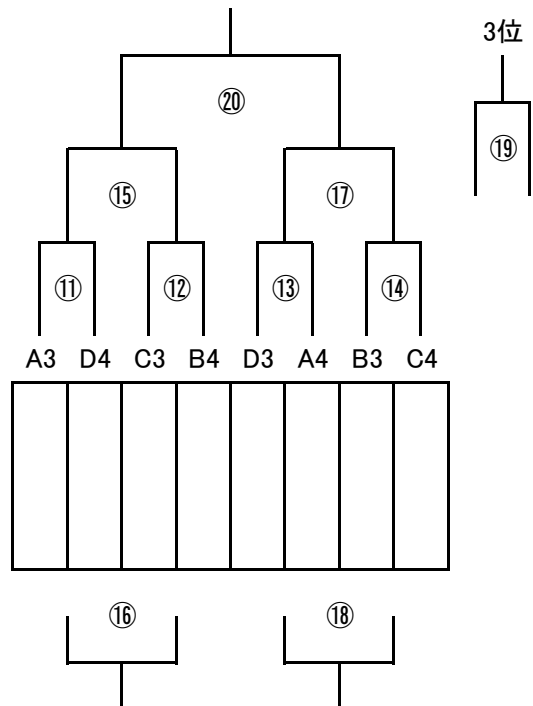 3位
⑳
⑲
⑮ ⑰
⑪ ⑫ ⑬ ⑭
A3 D4 C3 B4 D3 A4 B3 C4
⑯ ⑱